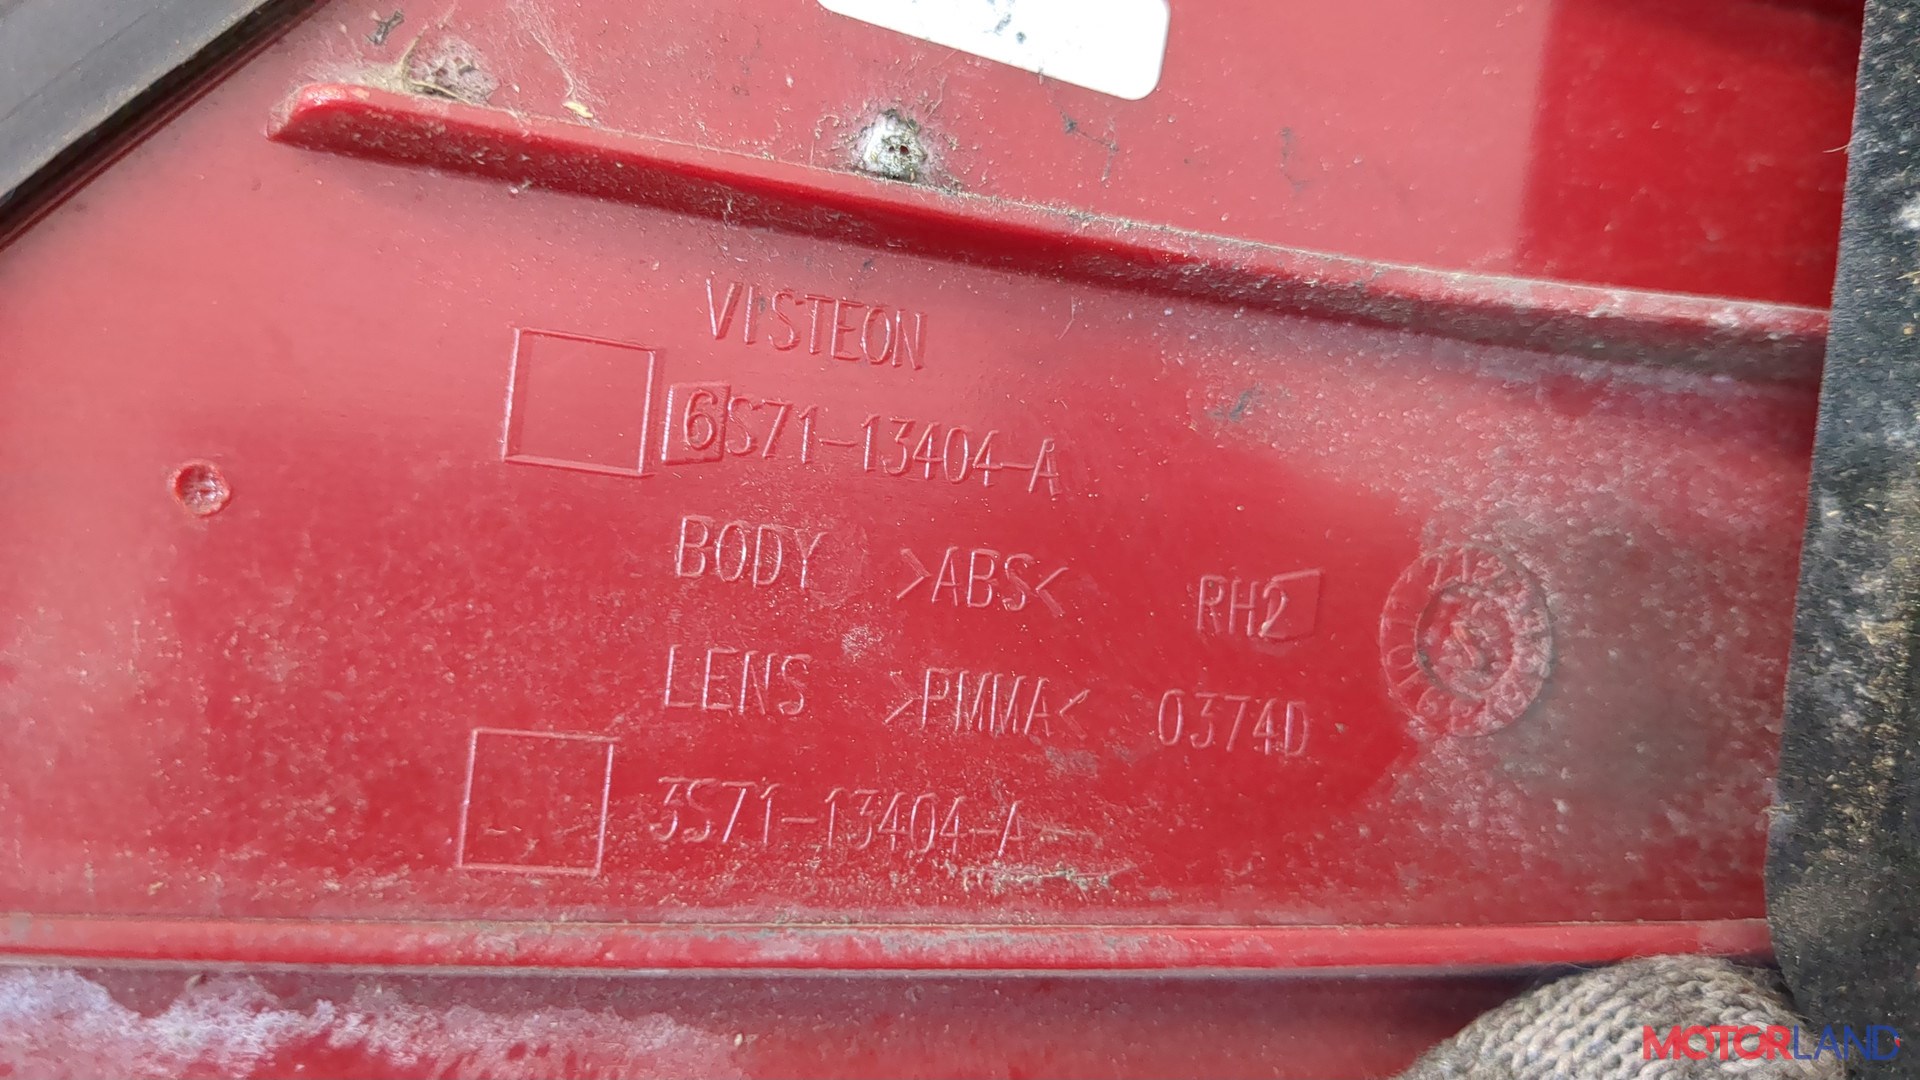 VISTEON
6S71-13404-A
BODY >ABS< RH2
LENS >PMMA< 0374D
3S71-13404-A
MOTORLAND